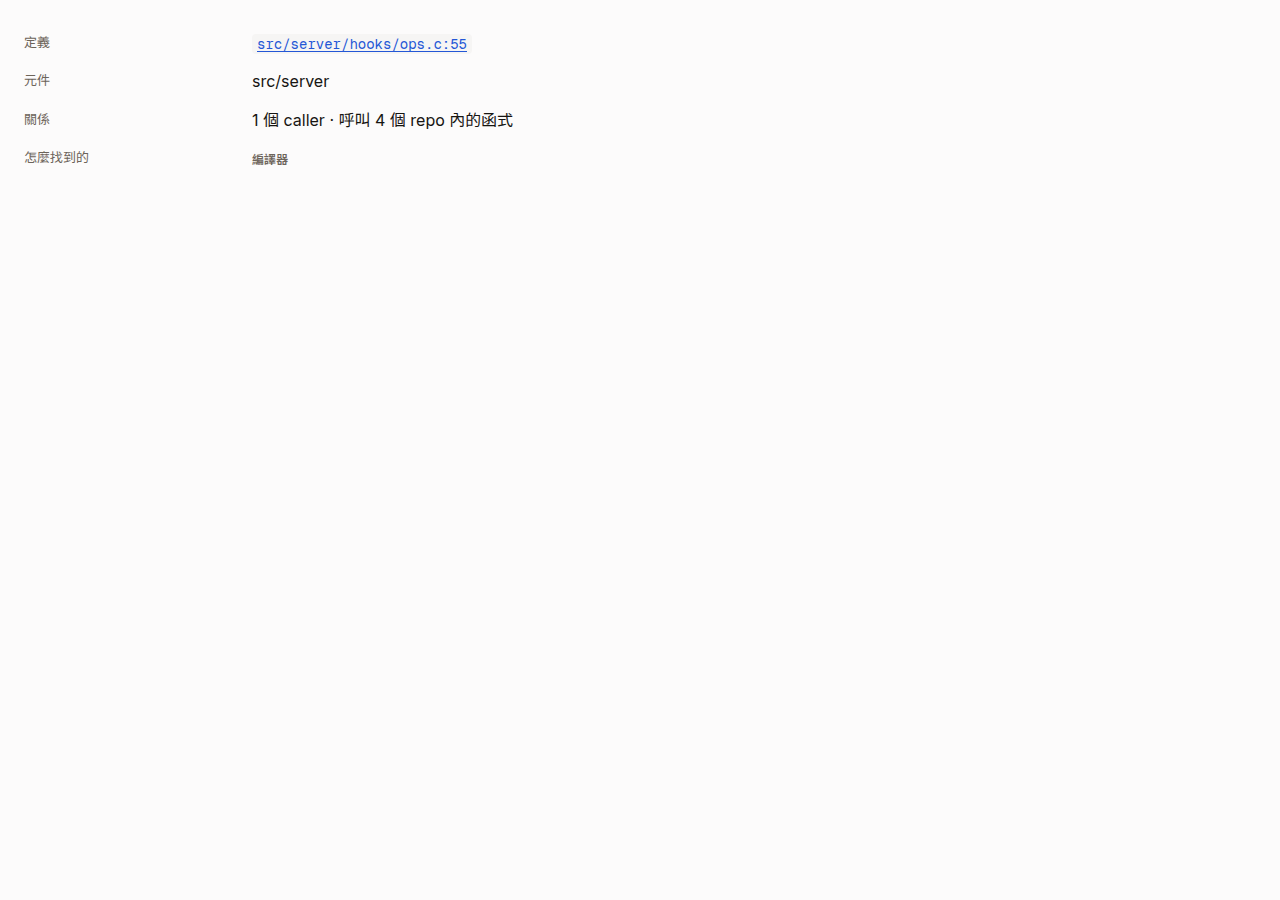 定義 src/server/hooks/ops.c:55
元件 src/server
關係 1 個 caller · 呼叫 4 個 repo 內的函式
怎麼找到的 編譯器